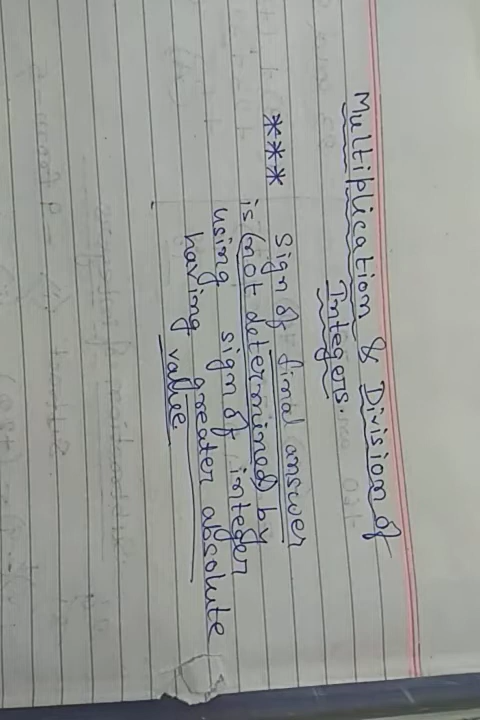 Multiplication & Division of
Integers.
*** Sign of final answer
is (not determined) by
using sign of integer
having greater absolute
value